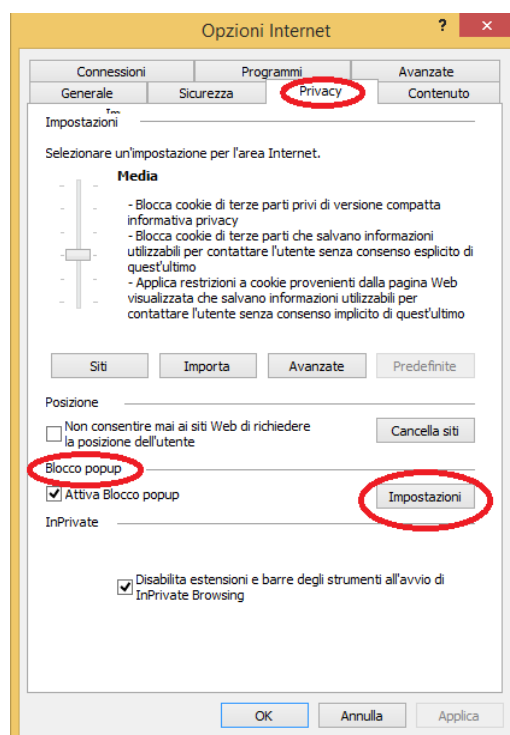 Opzioni Internet
?
×
Connessioni Programmi Avanzate
Generale Sicurezza Privacy Contenuto
Im
Impostazioni
Selezionare un'impostazione per l'area Internet.
Media
- Blocca cookie di terze parti privi di versione compatta
informativa privacy
- Blocca cookie di terze parti che salvano informazioni
utilizzabili per contattare l'utente senza consenso esplicito di
quest'ultimo
- Applica restrizioni a cookie provenienti dalla pagina Web
visualizzata che salvano informazioni utilizzabili per
contattare l'utente senza consenso implicito di quest'ultimo
Siti Importa Avanzate Predefinite
Posizione
Non consentire mai ai siti Web di richiedere
la posizione dell'utente
Cancella siti
Blocco popup
Attiva Blocco popup
Impostazioni
InPrivate
Disabilita estensioni e barre degli strumenti all'avvio di
InPrivate Browsing
OK Annulla Applica